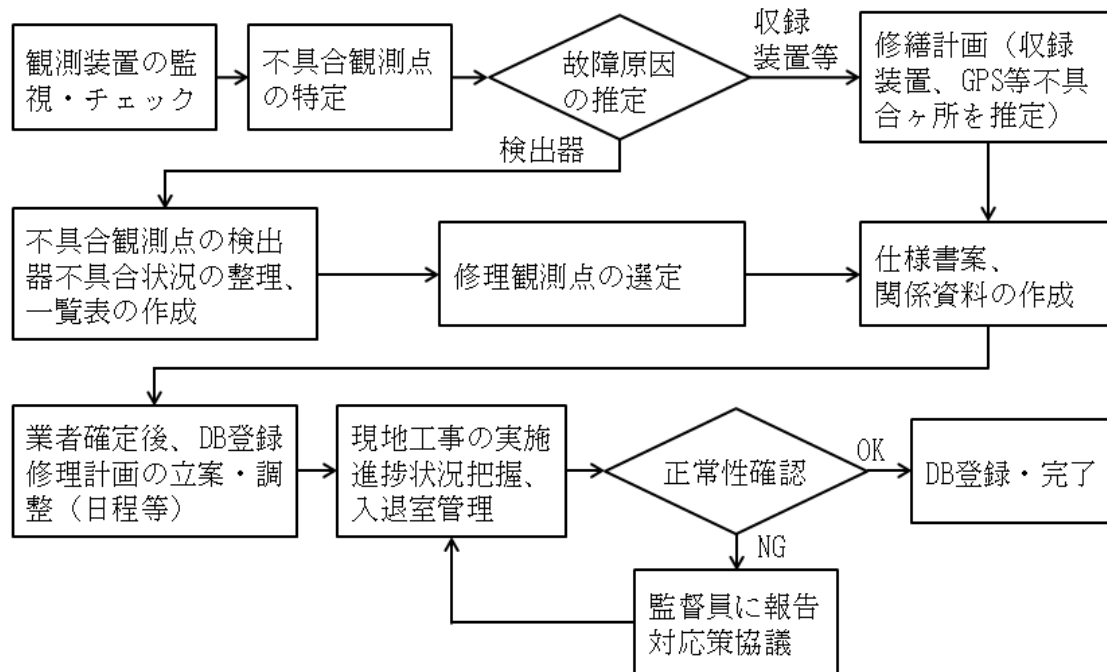 観測装置の監
視・チェック
不具合観測点
の特定
故障原因
の推定
収録
装置等
修繕計画（収録
装置、GPS等不具
合ヶ所を推定）
検出器
不具合観測点の検出
器不具合状況の整理、
一覧表の作成
修理観測点の選定
仕様書案、
関係資料の作成
業者確定後、DB登録
修理計画の立案・調
整（日程等）
現地工事の実施
進捗状況把握、
入退室管理
正常性確認
OK
DB登録・完了
NG
監督員に報告
対応策協議